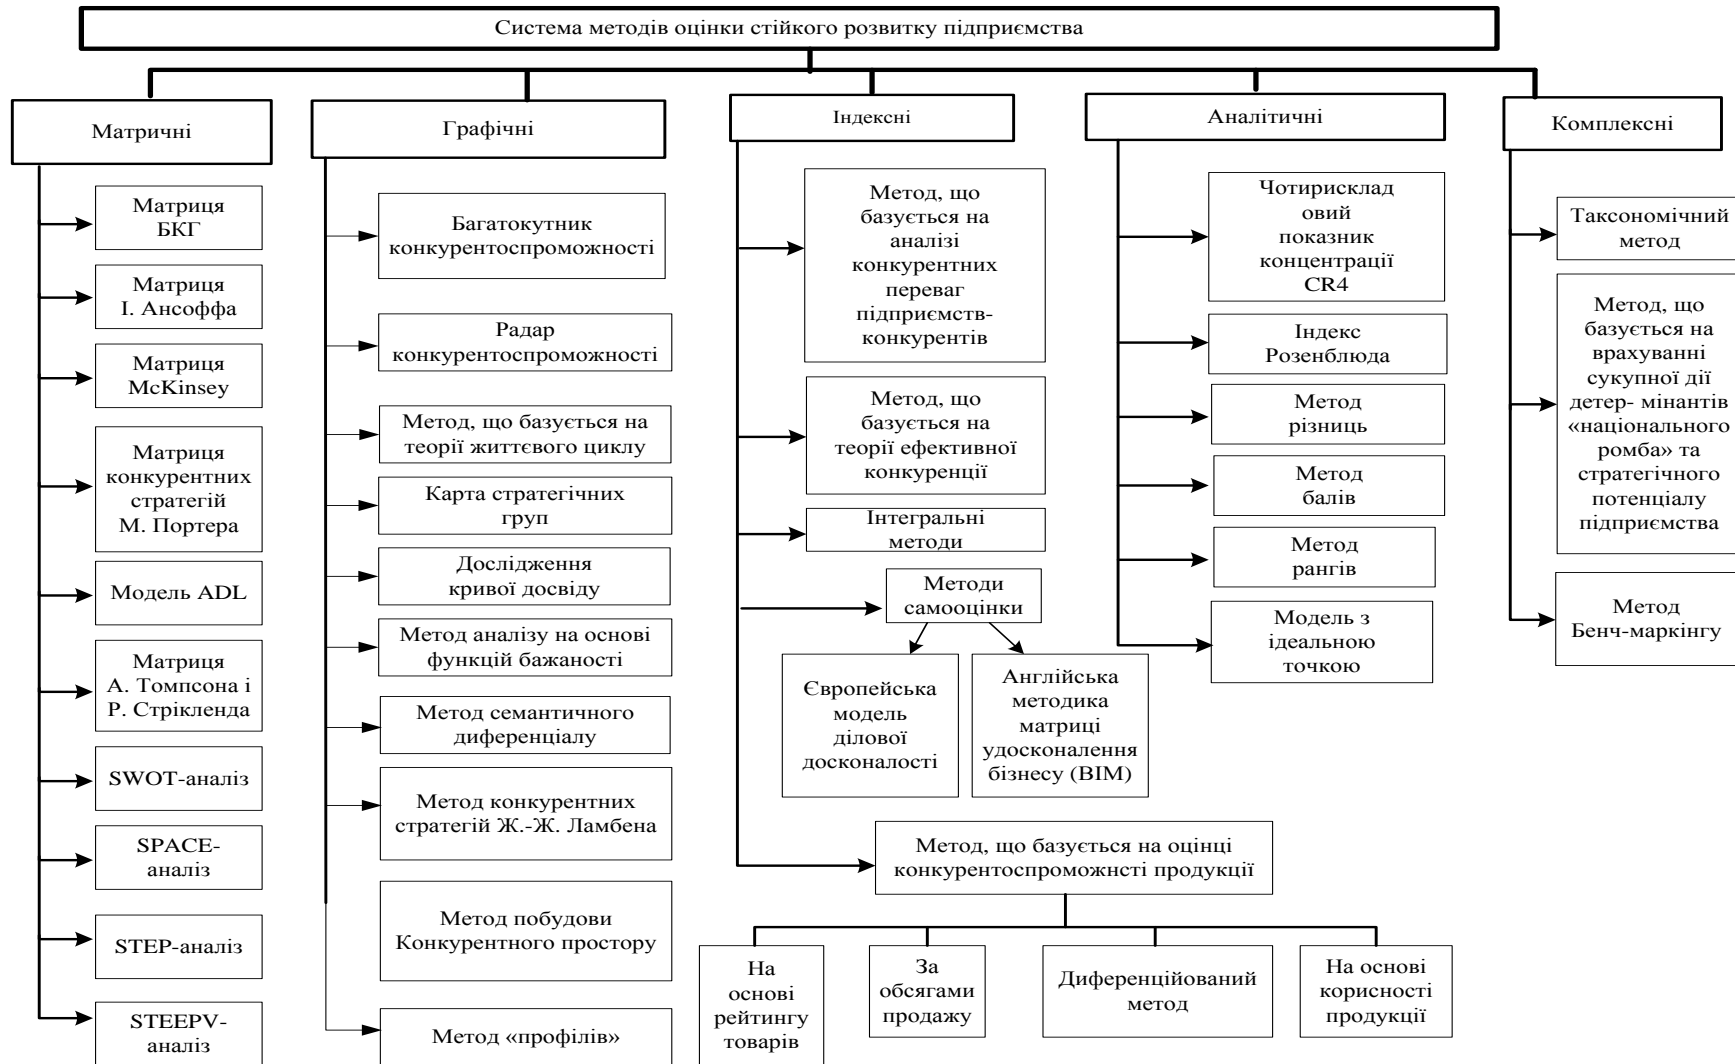 Система методів оцінки стійкого розвитку підприємства
Матричні
Матриця
БКГ
Матриця
І. Ансоффа
Матриця
McKinsey
Матриця
конкурентних
стратегій
М. Портера
Модель ADL
Матриця
А. Томпсона і
Р. Стрікленда
SWOT-аналіз
SPACE-
аналіз
STEP-аналіз
STEEPV-
аналіз
Графічні
Багатокутник
конкурентоспроможності
Радар
конкурентоспроможності
Метод, що базується на
теорії життєвого циклу
Карта стратегічних
груп
Дослідження
кривої досвіду
Метод аналізу на основі
функцій бажаності
Метод семантичного
диференціалу
Метод конкурентних
стратегій Ж.-Ж. Ламбена
Метод побудови
Конкурентного простору
Метод «профілів»
Індексні
Метод, що
базується на
аналізі
конкурентних
переваг
підприємств-
конкурентів
Метод, що
базується на
теорії ефективної
конкуренції
Інтегральні
методи
Методи
самооцінки
Європейська
модель
ділової
досконалості
Англійська
методика
матриці
удосконалення
бізнесу (BIM)
Метод, що базується на оцінці
конкурентоспроможнсті продукції
На
основі
рейтингу
товарів
За
обсягами
продажу
Диференційований
метод
На основі
корисності
продукції
Аналітичні
Чотирисклад
овий
показник
концентрації
CR4
Індекс
Розенблюда
Метод
різниць
Метод
балів
Метод
рангів
Модель з
ідеальною
точкою
Комплексні
Таксономічний
метод
Метод, що
базується на
врахуванні
сукупної дії
детер- мінантів
«національного
ромба» та
стратегічного
потенціалу
підприємства
Метод
Бенч-маркінгу